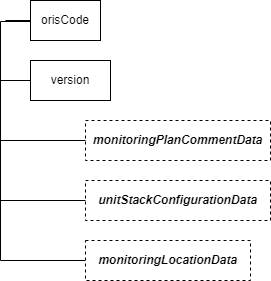 orisCode
version
monitoringPlanCommentData
unitStackConfigurationData
monitoringLocationData